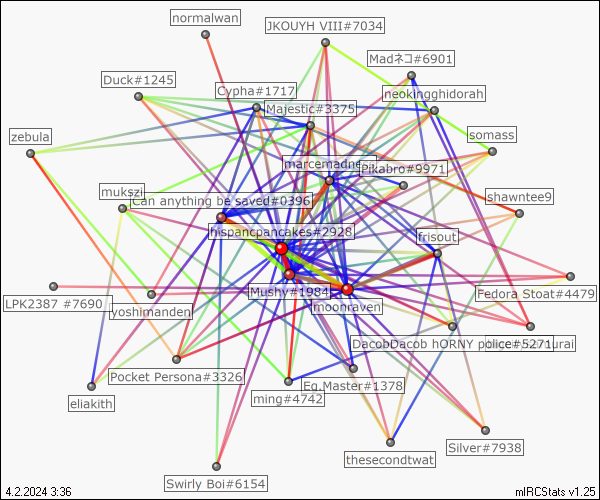 normalwan
JKOUYH VIII#7034
Madネコ#6901
Duck#1245
Cypha#1717
neokingghidorah
Majestic#3375
zebula
somass
marcemadne
Pikabro#9971
mukszi
Can anything be saved#0396
shawntee9
hispancpancakes#2928
frisout
LPK2387 #7690
yoshimanden
Mushy#1984
moonraven
Fedora Stoat#4479
DacobDacob hORNY police#5271
urai
Pocket Persona#3326
Eg.Master#1378
ming#4742
eliakith
thesecondtwat
Silver#7938
Swirly Boi#6154
4.2.2024 3:36
mIRCStats v1.25